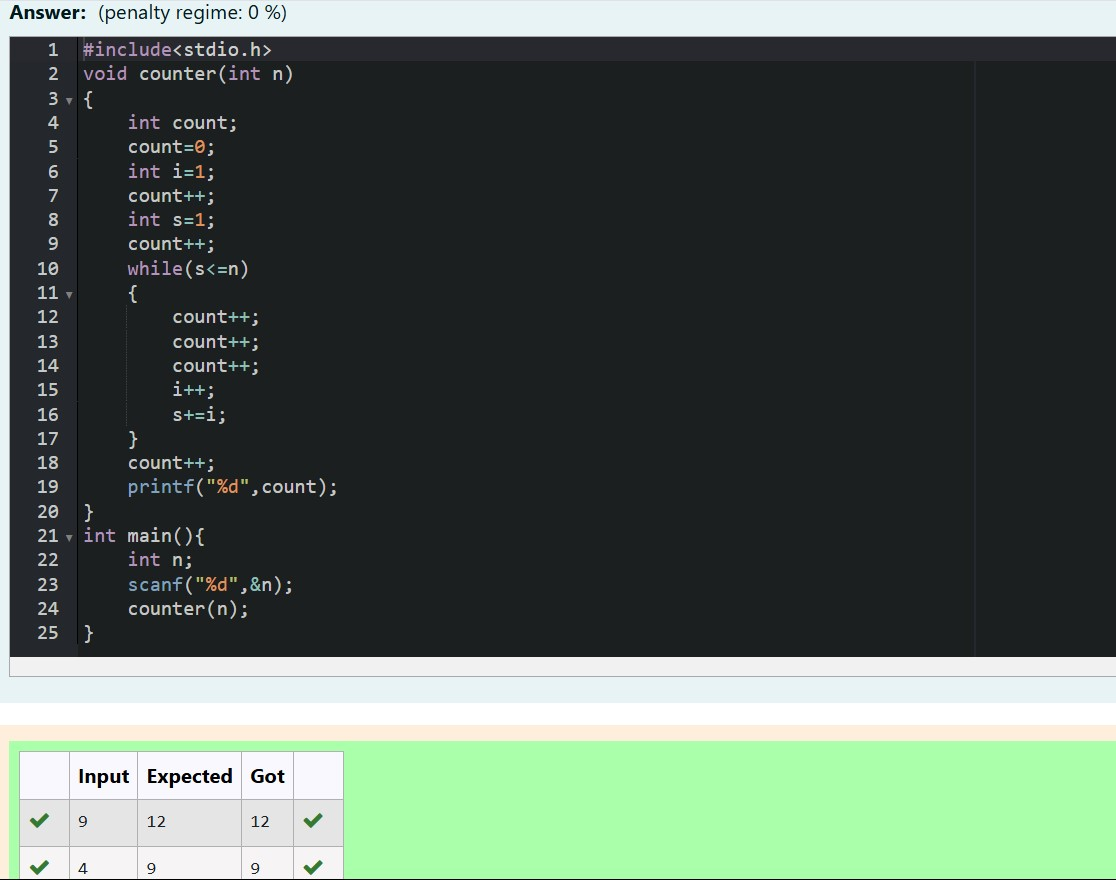 Answer: (penalty regime: 0 %)
1 #include<stdio.h>
2 void counter(int n)
3 {
4     int count;
5     count=0;
6     int i=1;
7     count++;
8     int s=1;
9     count++;
10     while(s<=n)
11     {
12         count++;
13         count++;
14         count++;
15         i++;
16         s+=i;
17     }
18     count++;
19     printf("%d",count);
20 }
21 int main(){
22     int n;
23     scanf("%d",&n);
24     counter(n);
25 }
Input Expected Got
9 12 12
4 9 9